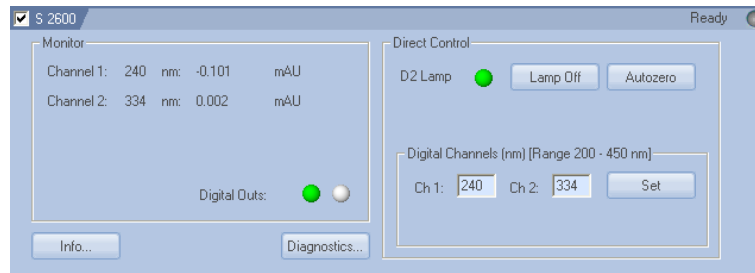 S 2600 Ready
Monitor
Channel 1: 240 nm: -0.101 mAU
Channel 2: 334 nm: 0.002 mAU
Digital Outs:
Info...
Diagnostics...
Direct Control
D2 Lamp Lamp Off Autozero
Digital Channels (nm) [Range 200 - 450 nm]
Ch 1: 240 Ch 2: 334 Set